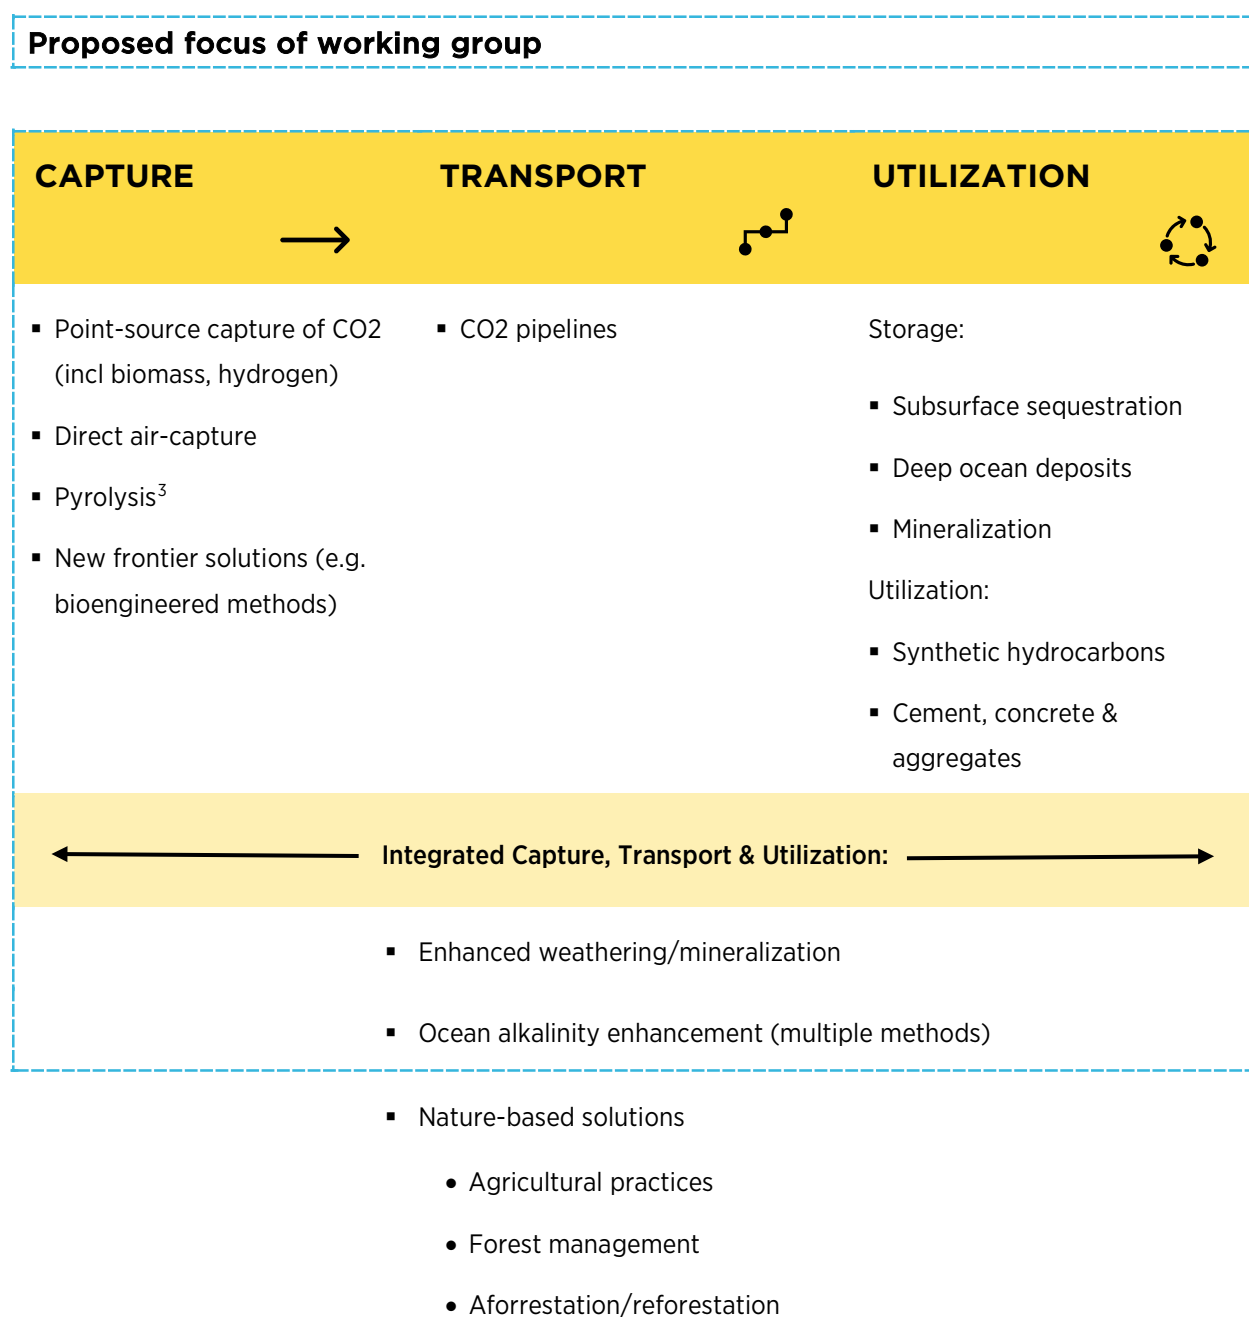 Proposed focus of working group
CAPTURE
TRANSPORT
UTILIZATION
▪ Point-source capture of CO2
(incl biomass, hydrogen)
▪ Direct air-capture
▪ Pyrolysis³
▪ New frontier solutions (e.g.
bioengineered methods)
▪ CO2 pipelines
Storage:
▪ Subsurface sequestration
▪ Deep ocean deposits
▪ Mineralization
Utilization:
▪ Synthetic hydrocarbons
▪ Cement, concrete &
aggregates
Integrated Capture, Transport & Utilization:
▪ Enhanced weathering/mineralization
▪ Ocean alkalinity enhancement (multiple methods)
▪ Nature-based solutions
• Agricultural practices
• Forest management
• Aforrestation/reforestation